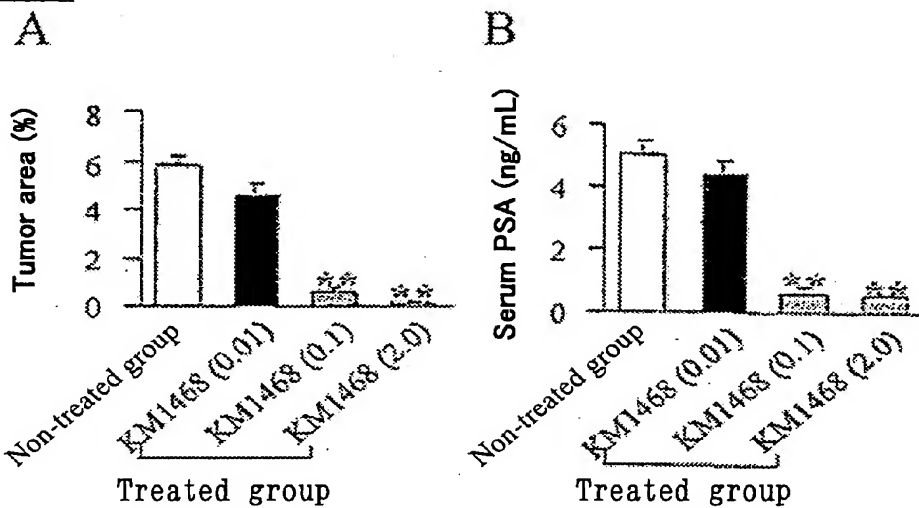 A
Tumor area (%)
8
6
4
2
0
**
**
Non-treated group
KM1468 (0.01)
KM1468 (0.1)
KM1468 (2.0)
Treated group
B
Serum PSA (ng/mL)
6
4
2
0
**
**
Non-treated group
KM1468 (0.01)
KM1468 (0.1)
KM1468 (2.0)
Treated group